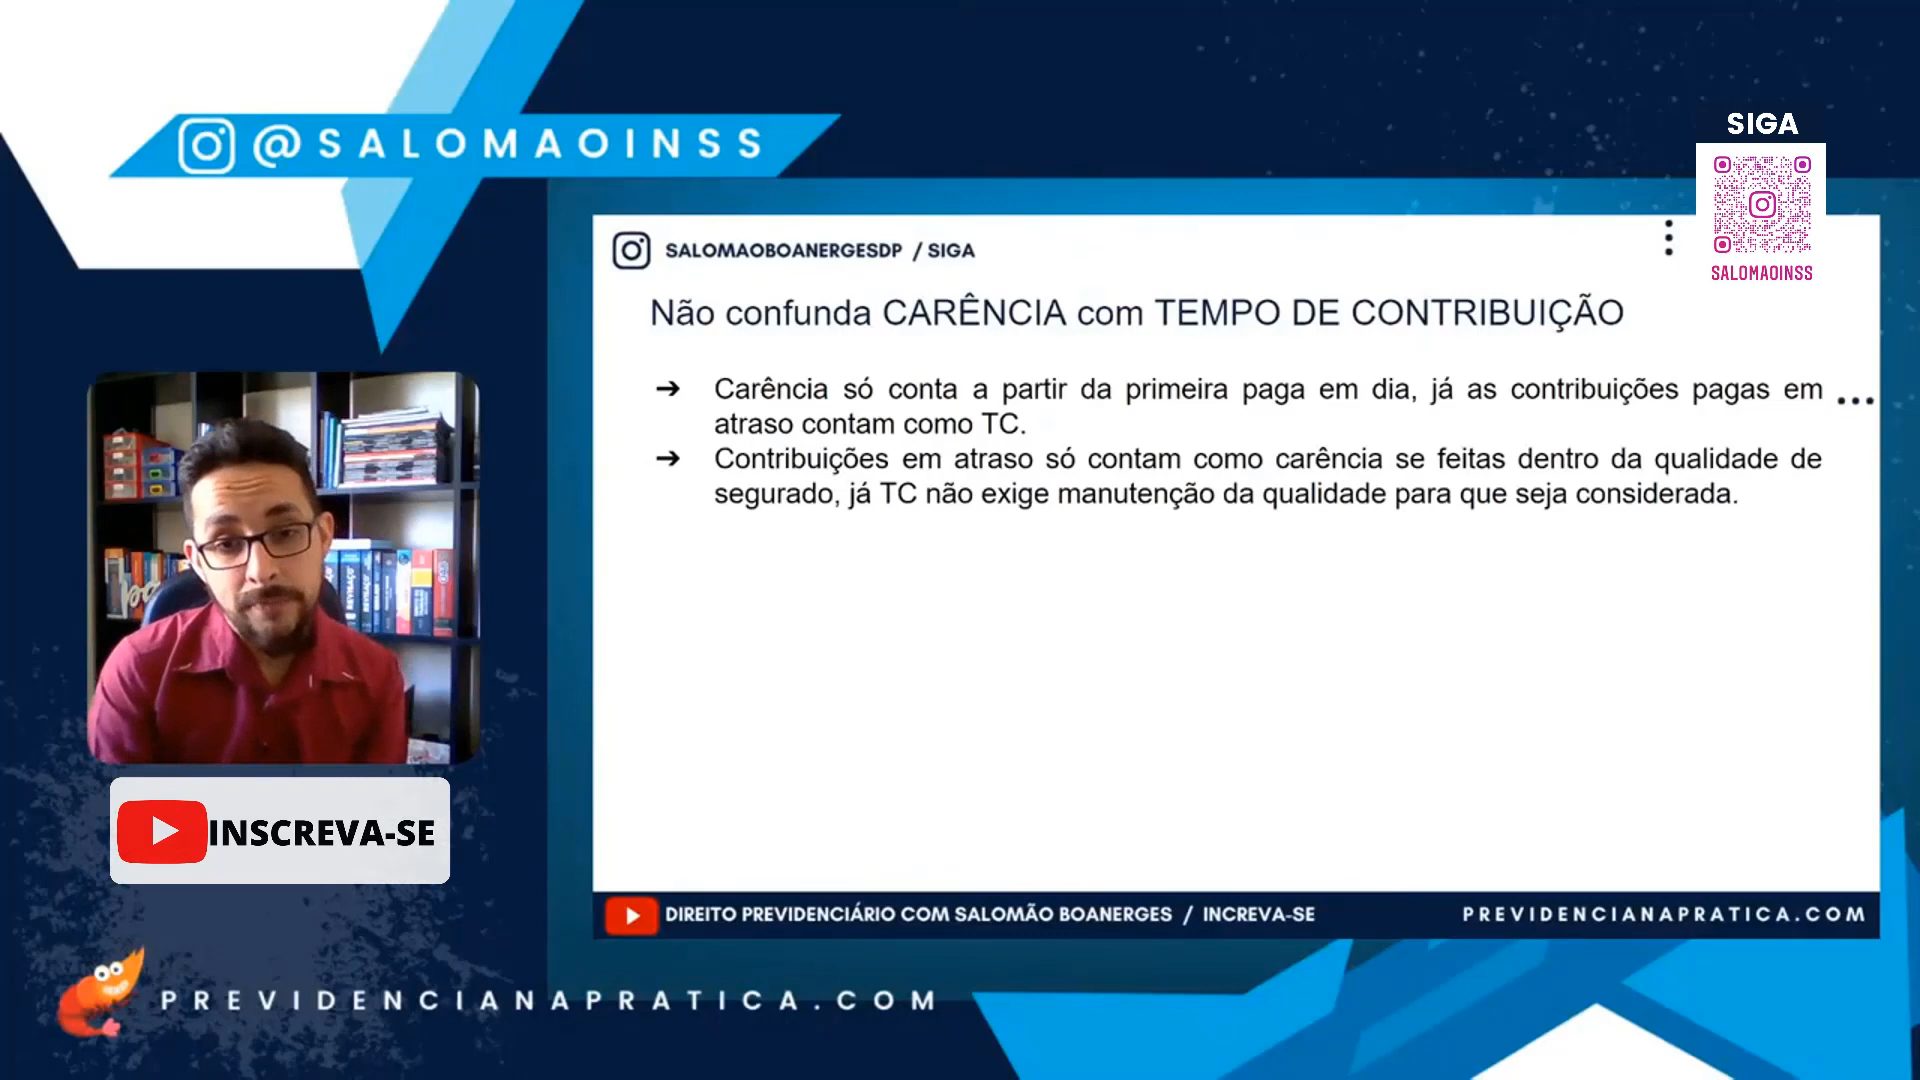 @SALOMAOINSS
SIGA
SALOMAOINSS
SALOMAOBOANERGESDP / SIGA
Não confunda CARÊNCIA com TEMPO DE CONTRIBUIÇÃO
➔ Carência só conta a partir da primeira paga em dia, já as contribuições pagas em
atraso contam como TC.
➔ Contribuições em atraso só contam como carência se feitas dentro da qualidade de
segurado, já TC não exige manutenção da qualidade para que seja considerada.
INSCREVA-SE
DIREITO PREVIDENCIÁRIO COM SALOMÃO BOANERGES / INCREVA-SE
PREVIDENCIANAPRATICA.COM
PREVIDENCIANAPRATICA.COM